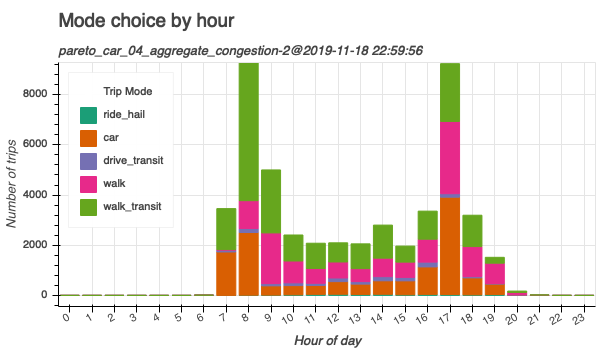 Mode choice by hour
pareto_car_04_aggregate_congestion-2@2019-11-18 22:59:56
Number of trips
8000
6000
4000
2000
0
Trip Mode
ride_hail
car
drive_transit
walk
walk_transit
0 1 2 3 4 5 6 7 8 9 10 11 12 13 14 15 16 17 18 19 20 21 22 23
Hour of day